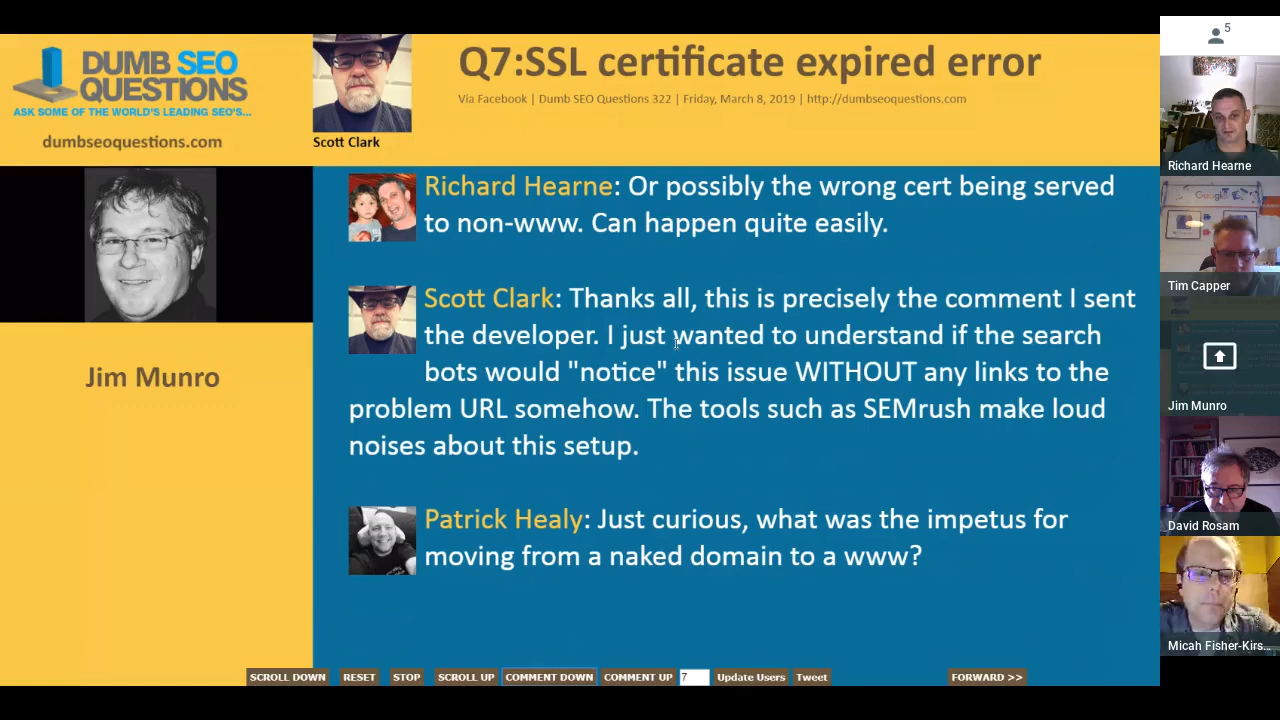 DUMB SEO
QUESTIONS
ASK SOME OF THE WORLD'S LEADING SEO'S...
dumbseoquestions.com
Scott Clark
Q7:SSL certificate expired error
Via Facebook | Dumb SEO Questions 322 | Friday, March 8, 2019 | http://dumbseoquestions.com
Jim Munro
Richard Hearne: Or possibly the wrong cert being served
to non-www. Can happen quite easily.
Scott Clark: Thanks all, this is precisely the comment I sent
the developer. I just wanted to understand if the search
bots would "notice" this issue WITHOUT any links to the
problem URL somehow. The tools such as SEMrush make loud
noises about this setup.
Patrick Healy: Just curious, what was the impetus for
moving from a naked domain to a www?
SCROLL DOWN RESET STOP SCROLL UP COMMENT DOWN COMMENT UP 7 Update Users Tweet FORWARD >>
5
Richard Hearne
Google
Tim Capper
Jim Munro
David Rosam
Micah Fisher-Kirs...